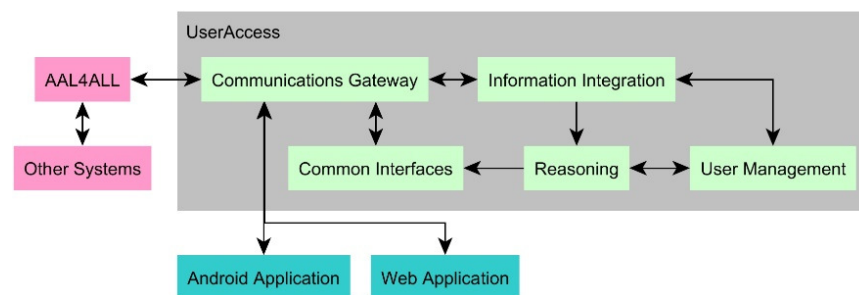 UserAccess
AAL4ALL
Communications Gateway
Information Integration
Other Systems
Common Interfaces
Reasoning
User Management
Android Application
Web Application